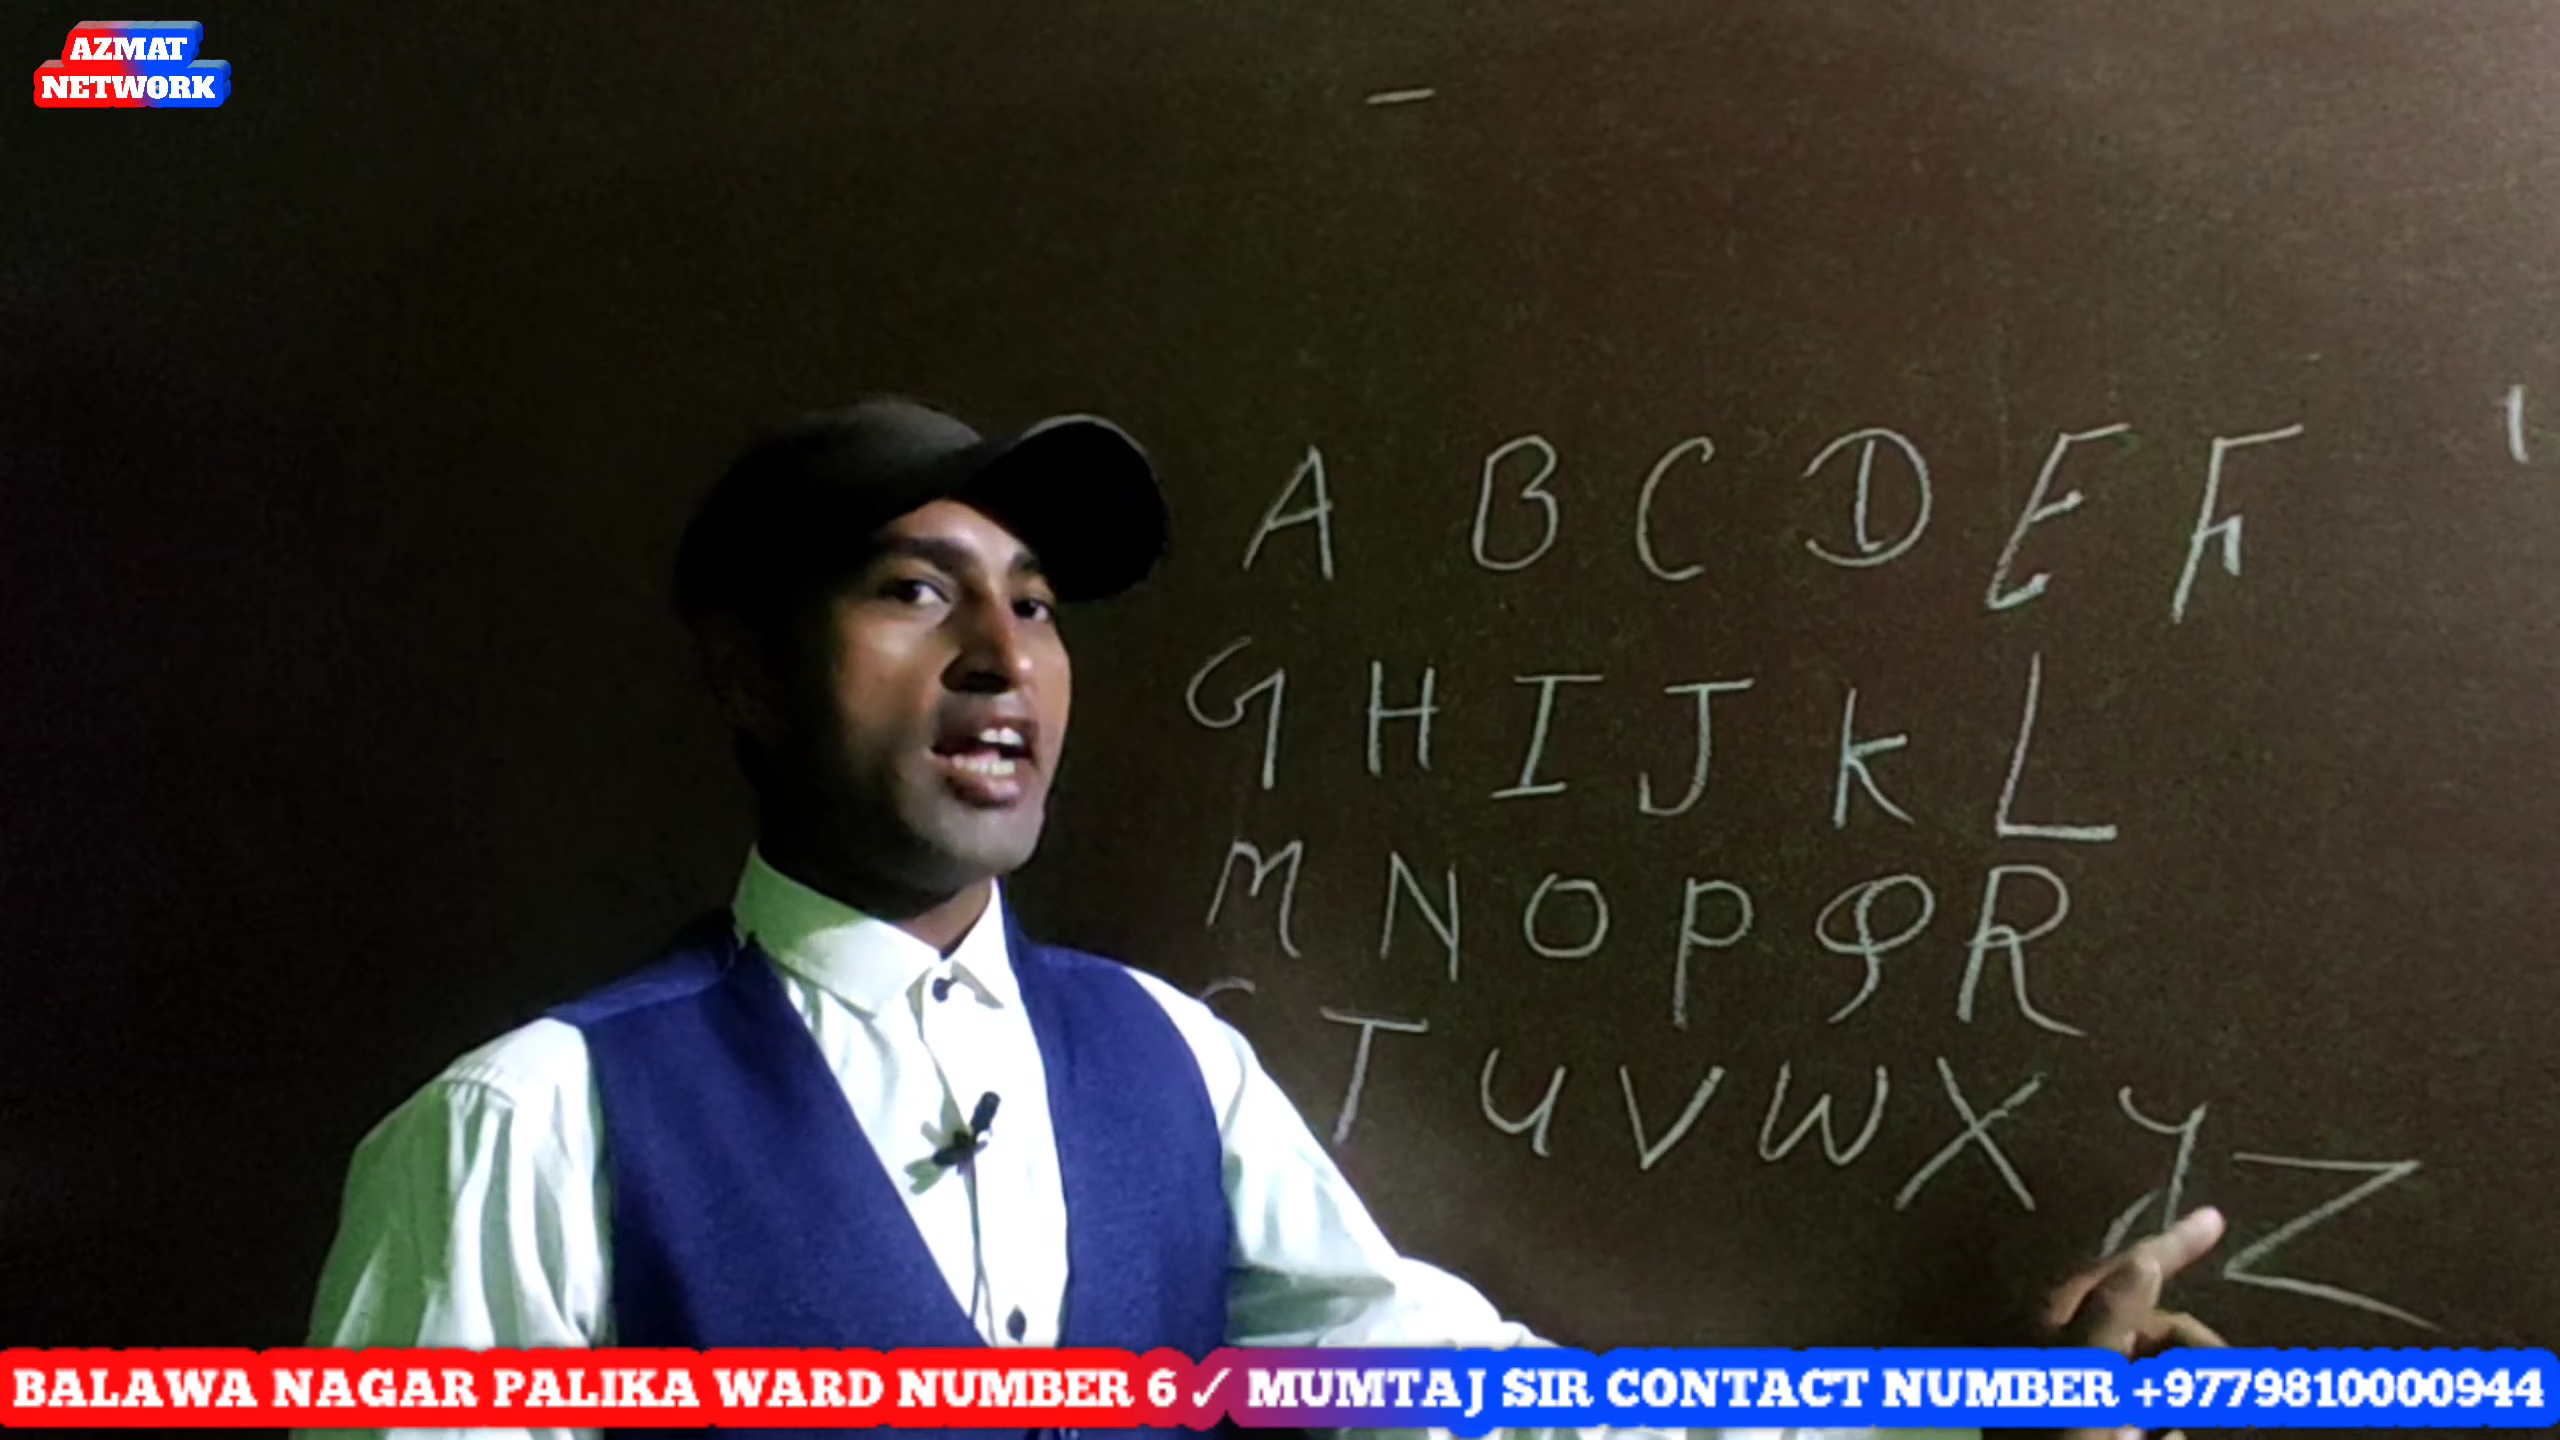 AZMAT
NETWORK
A B C D E F
G H I J K L
M N O P Q R
S T U V W X Y Z
BALAWA NAGAR PALIKA WARD NUMBER 6 ✓ MUMTAJ SIR CONTACT NUMBER +9779810000944